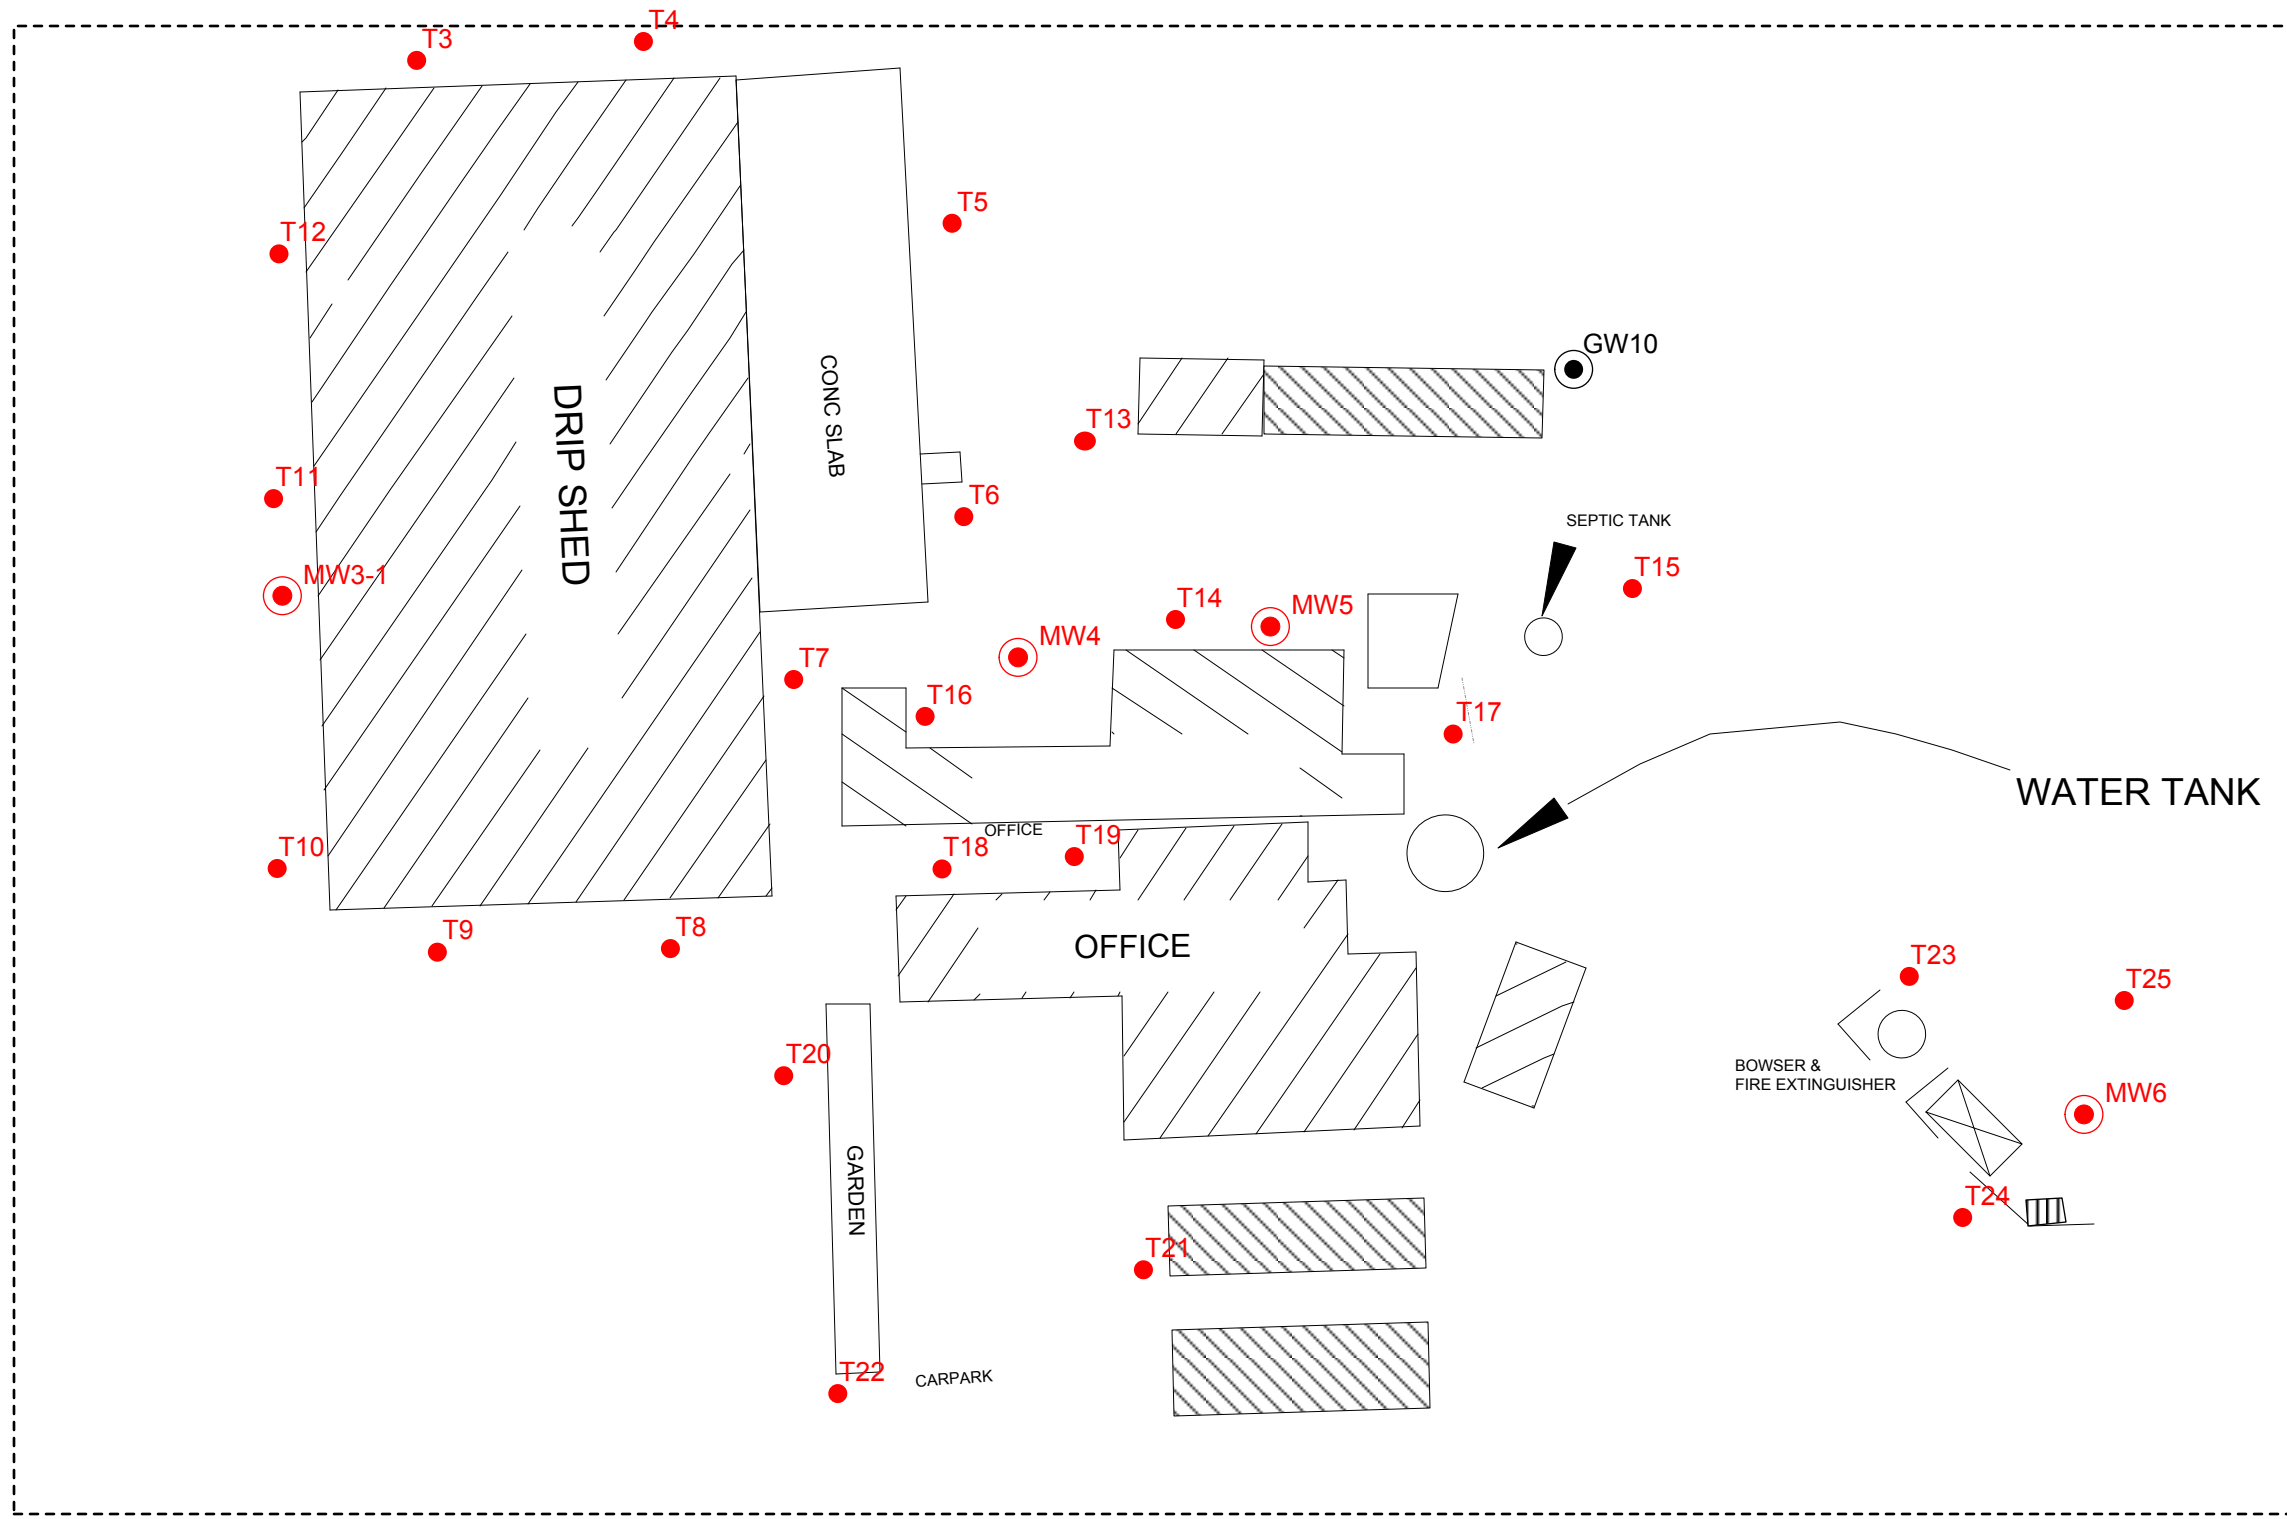 T4
T3
T5
T12
GW10
T13
CONC SLAB
DRIP SHED
T11
T6
SEPTIC TANK
T15
MW3-1
T14
MW5
MW4
T7
T16
T17
WATER TANK
OFFICE
T19
T18
T10
T9
T8
OFFICE
T23
T25
T20
BOWSER &
FIRE EXTINGUISHER
MW6
GARDEN
T24
T21
T22
CARPARK